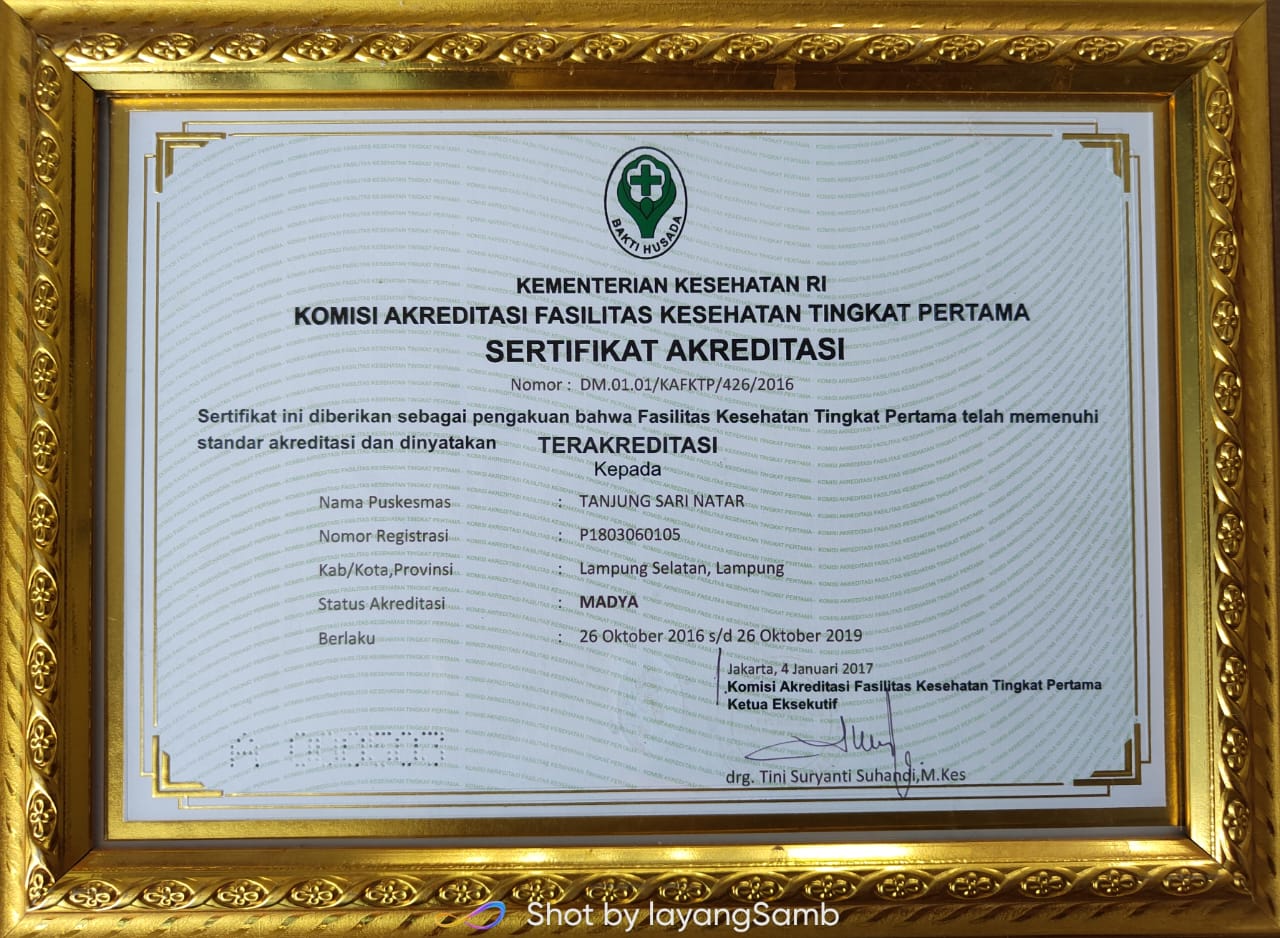 BAKTI HUSADA
KEMENTERIAN KESEHATAN RI
KOMISI AKREDITASI FASILITAS KESEHATAN TINGKAT PERTAMA
SERTIFIKAT AKREDITASI
Nomor : DM.01.01/KAFKTP/426/2016
Sertifikat ini diberikan sebagai pengakuan bahwa Fasilitas Kesehatan Tingkat Pertama telah memenuhi
standar akreditasi dan dinyatakan TERAKREDITASI
Kepada
Nama Puskesmas : TANJUNG SARI NATAR
Nomor Registrasi : P1803060105
Kab/Kota,Provinsi : Lampung Selatan, Lampung
Status Akreditasi : MADYA
Berlaku : 26 Oktober 2016 s/d 26 Oktober 2019
Jakarta, 4 Januari 2017
Komisi Akreditasi Fasilitas Kesehatan Tingkat Pertama
Ketua Eksekutif
drg. Tini Suryanti Suhandi,M.Kes
Shot by layangSamb